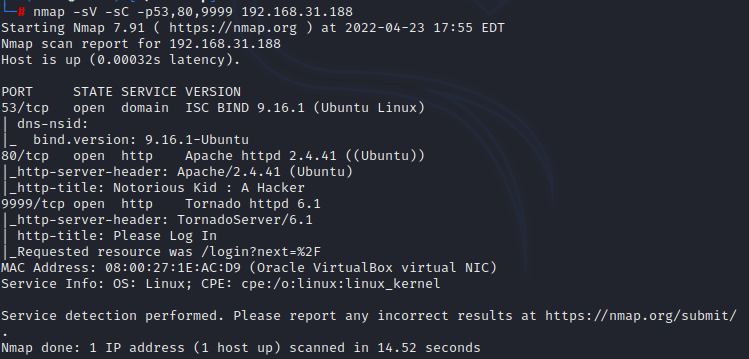 └─# nmap -sV -sC -p53,80,9999 192.168.31.188
Starting Nmap 7.91 ( https://nmap.org ) at 2022-04-23 17:55 EDT
Nmap scan report for 192.168.31.188
Host is up (0.00032s latency).

PORT     STATE SERVICE VERSION
53/tcp   open  domain  ISC BIND 9.16.1 (Ubuntu Linux)
| dns-nsid:
|_  bind.version: 9.16.1-Ubuntu
80/tcp   open  http    Apache httpd 2.4.41 ((Ubuntu))
|_http-server-header: Apache/2.4.41 (Ubuntu)
|_http-title: Notorious Kid : A Hacker
9999/tcp open  http    Tornado httpd 6.1
|_http-server-header: TornadoServer/6.1
| http-title: Please Log In
|_Requested resource was /login?next=%2F
MAC Address: 08:00:27:1E:AC:D9 (Oracle VirtualBox virtual NIC)
Service Info: OS: Linux; CPE: cpe:/o:linux:linux_kernel

Service detection performed. Please report any incorrect results at https://nmap.org/submit/
.
Nmap done: 1 IP address (1 host up) scanned in 14.52 seconds